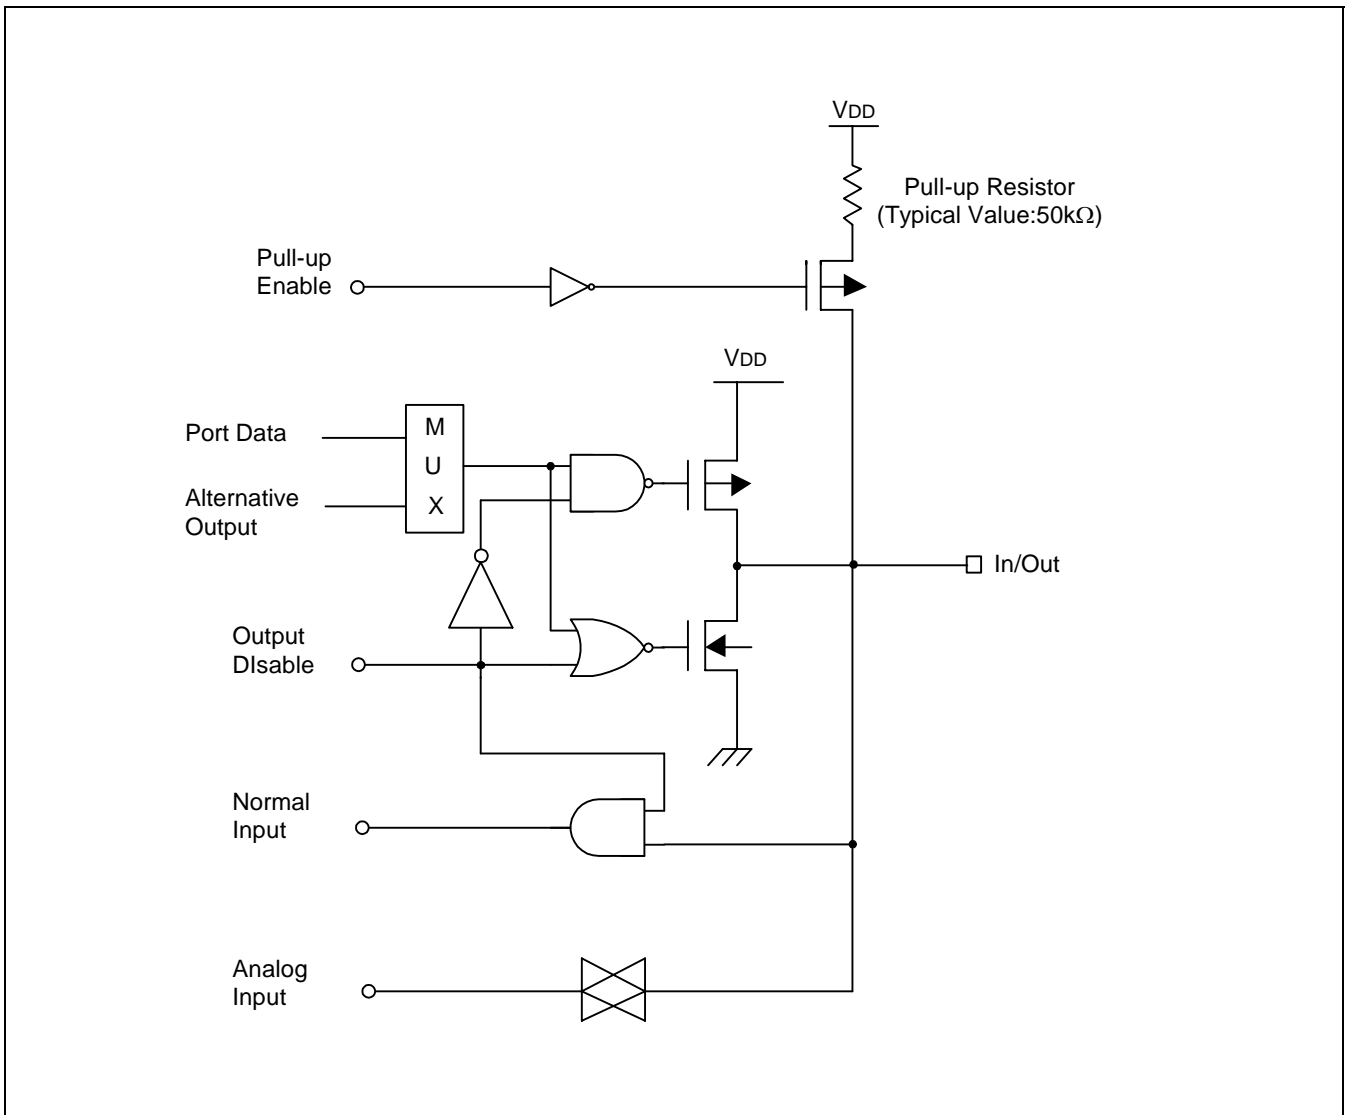 VDD
Pull-up Resistor
(Typical Value:50kΩ)
Pull-up
Enable
VDD
Port Data
M
U
X
Alternative
Output
In/Out
Output
DIsable
Normal
Input
Analog
Input